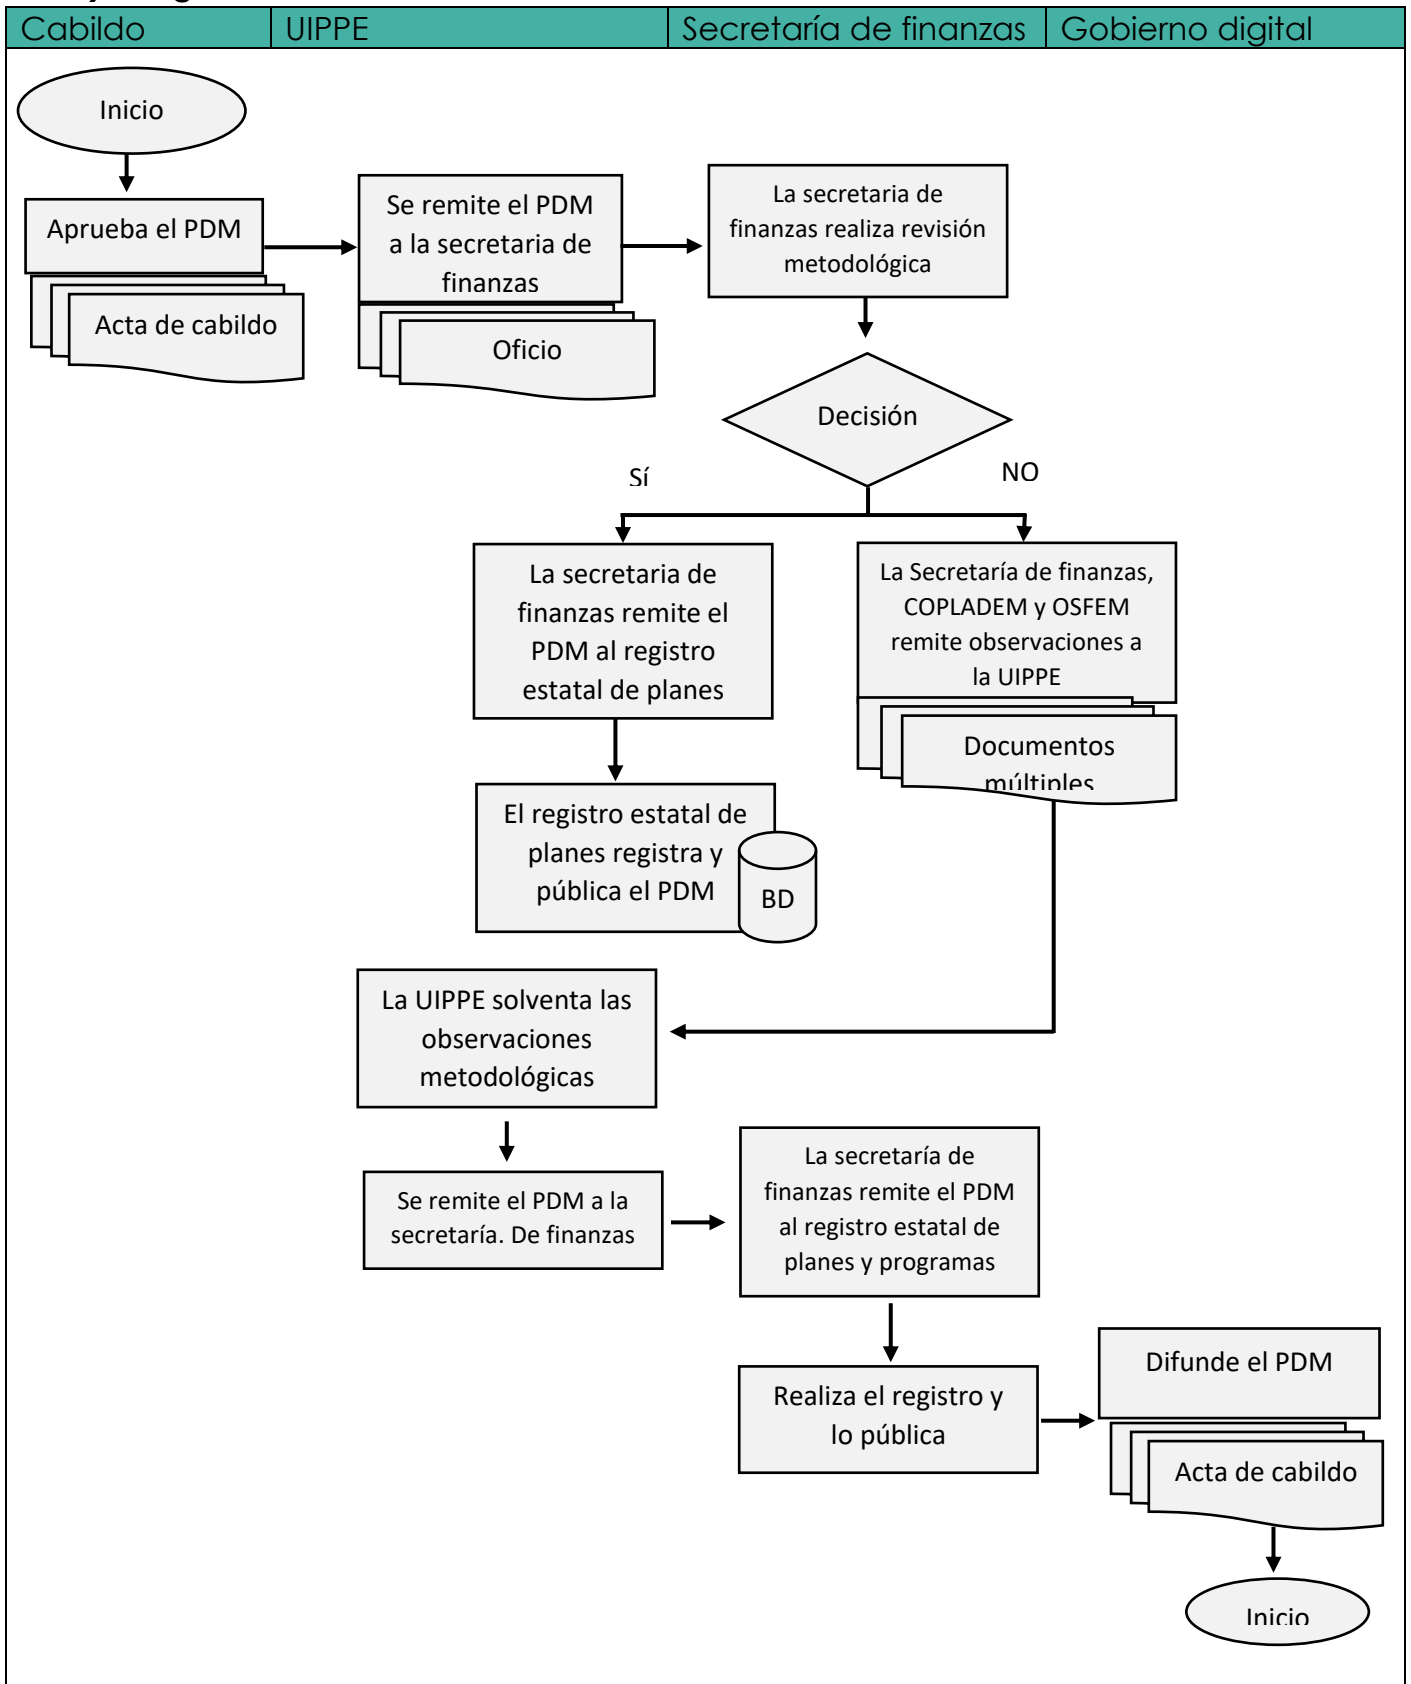 Cabildo
UIPPE
Secretaría de finanzas
Gobierno digital
Inicio
Aprueba el PDM
Acta de cabildo
Se remite el PDM
a la secretaria de
finanzas
Oficio
La secretaria de
finanzas realiza revisión
metodológica
Decisión
Sí
NO
La secretaria de
finanzas remite el
PDM al registro
estatal de planes
La Secretaría de finanzas,
COPLADEM y OSFEM
remite observaciones a
la UIPPE
Documentos
múltiples
El registro estatal de
planes registra y
pública el PDM
BD
La UIPPE solventa las
observaciones
metodológicas
Se remite el PDM a la
secretaría. De finanzas
La secretaría de
finanzas remite el PDM
al registro estatal de
planes y programas
Realiza el registro y
lo pública
Difunde el PDM
Acta de cabildo
Inicio